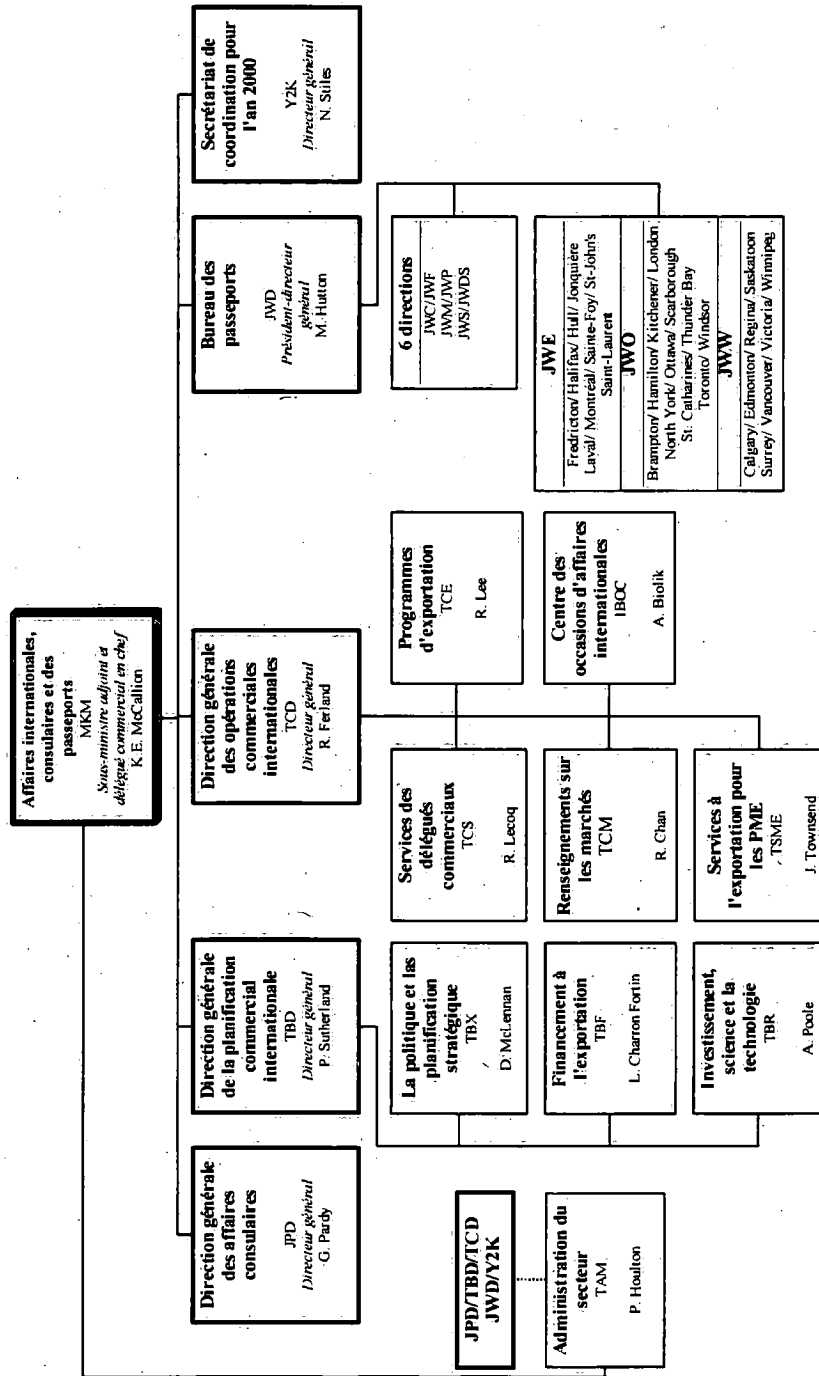 Affaires internationales,
consulaires et des
passeports
MKM
Sous-ministre adjoint et
délégué commercial en chef
K.E. McCallion
Direction générale
des affaires
consulaires
JPD
Directeur général
G. Pardy
Direction générale
de la planification
commercial
internationale
TBD
Directeur général
P. Sutherland
Direction générale
des opérations
commerciales
internationales
TCD
Directeur général
R. Ferland
Bureau des
passeports
JWD
Président-directeur
général
M. Hutton
Secrétariat de
coordination pour
l'an 2000
Y2K
Directeur général
N. Stiles
JPD/TBD/TCD
JWD/Y2K
Administration du
secteur
TAM
P. Houlton
La politique et las
planification
stratégique
TBX
D. McLennan
Financement à
l'exportation
TBF
L. Charron Fortin
Investissement,
science et la
technologie
TBR
A. Poole
Services des
délégués
commerciaux
TCS
R. Lecoq
Renseignements sur
les marchés
TCM
R. Chan
Services à
l'exportation pour
les PME
TSME
J. Townsend
Programmes
d'exportation
TCE
R. Lee
Centre des
occasions d'affaires
internationales
IBOC
A. Biolik
6 directions
JWC/JWF
JWM/JWP
JWS/JWDS
JWE
Fredricton/ Halifax/ Hull/ Jonquière
Laval/ Montréal/ Sainte-Foy/ St-John's
Saint-Laurent
JWO
Brampton/ Hamilton/ Kitchener/ London
North York/ Ottawa/ Scarborough
St. Catharines/ Thunder Bay
Toronto/ Windsor
JWW
Calgary/ Edmonton/ Regina/ Saskatoon
Surrey/ Vancouver/ Victoria/ Winnipeg